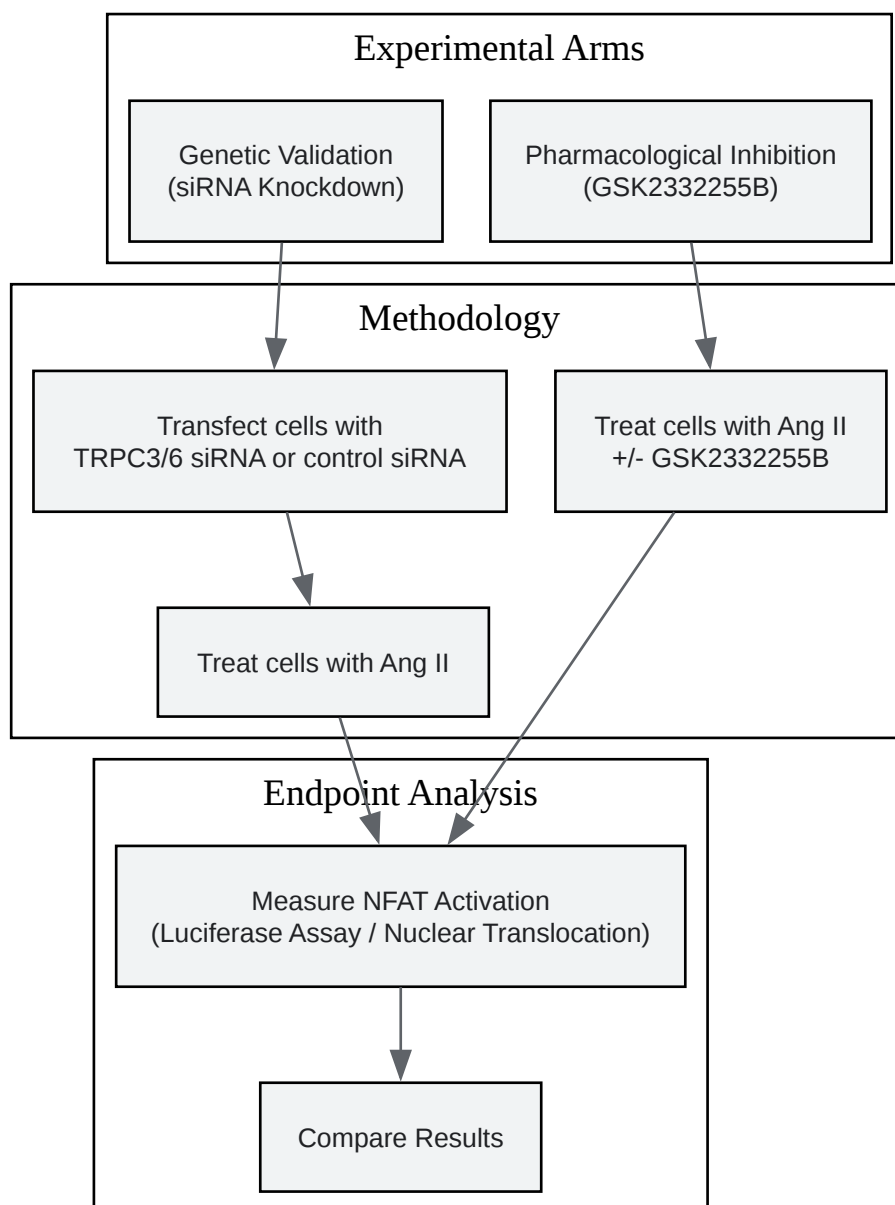 Experimental Arms
Genetic Validation
(siRNA Knockdown)
Pharmacological Inhibition
(GSK2332255B)
Methodology
Transfect cells with
TRPC3/6 siRNA or control siRNA
Treat cells with Ang II
+/- GSK2332255B
Treat cells with Ang II
Endpoint Analysis
Measure NFAT Activation
(Luciferase Assay / Nuclear Translocation)
Compare Results